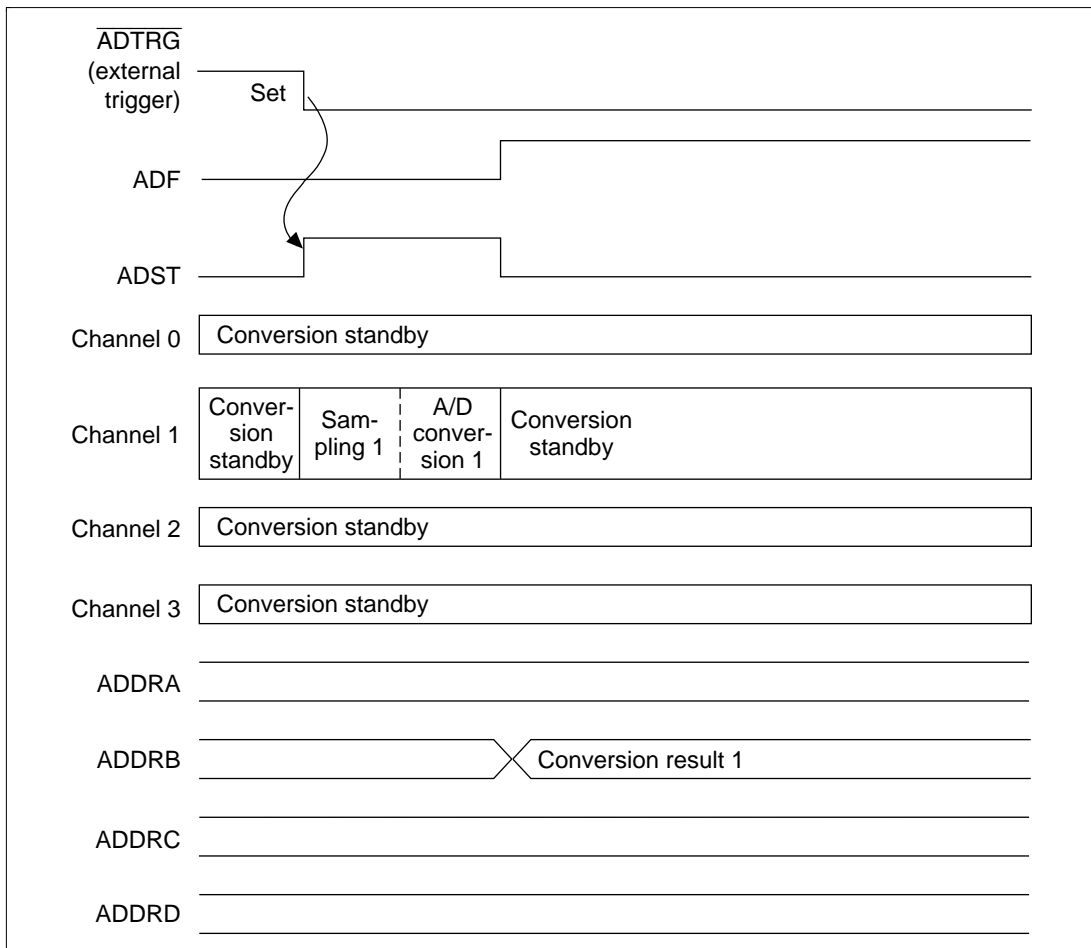 ADTRG
(external
trigger)
Set
ADF
ADST
Channel 0
Conversion standby
Channel 1
Conver-
sion
standby
Sam-
pling 1
A/D
conver-
sion 1
Conversion
standby
Channel 2
Conversion standby
Channel 3
Conversion standby
ADDRA
ADDRB
Conversion result 1
ADDRC
ADDRD